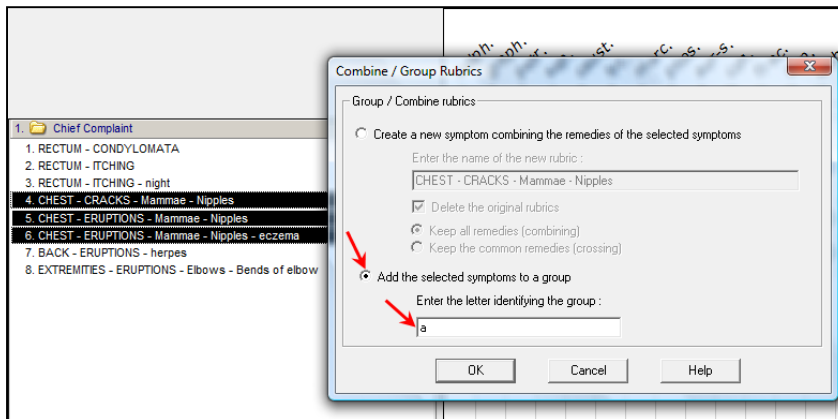 Combine / Group Rubrics
Group / Combine rubrics
Create a new symptom combining the remedies of the selected symptoms
Enter the name of the new rubric :
CHEST - CRACKS - Mammae - Nipples
Delete the original rubrics
Keep all remedies (combining)
Keep the common remedies (crossing)
Add the selected symptoms to a group
Enter the letter identifying the group :
a
OK Cancel Help
1. Chief Complaint
1. RECTUM - CONDYLOMATA
2. RECTUM - ITCHING
3. RECTUM - ITCHING - night
4. CHEST - CRACKS - Mammae - Nipples
5. CHEST - ERUPTIONS - Mammae - Nipples
6. CHEST - ERUPTIONS - Mammae - Nipples - eczema
7. BACK - ERUPTIONS - herpes
8. EXTREMITIES - ERUPTIONS - Elbows - Bends of elbow